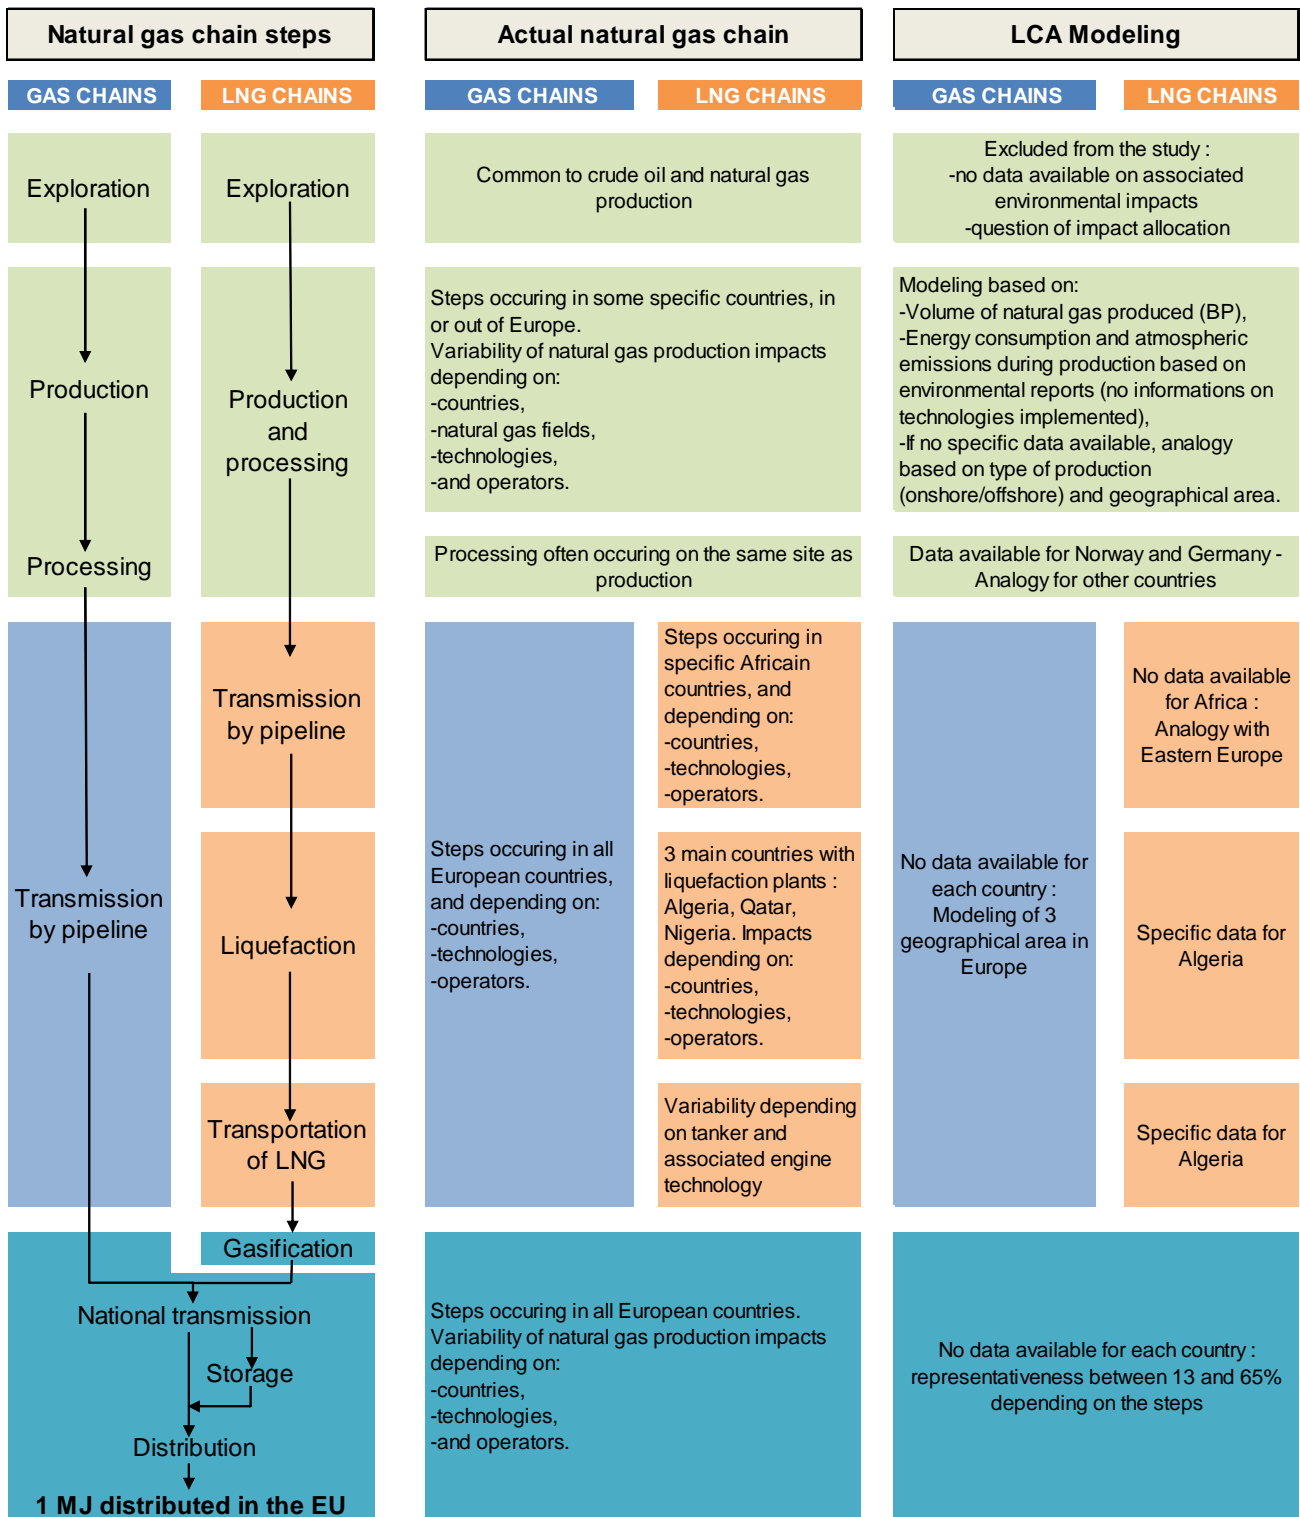 Natural gas chain steps
Actual natural gas chain
LCA Modeling
GAS CHAINS
LNG CHAINS
GAS CHAINS
LNG CHAINS
GAS CHAINS
LNG CHAINS
Exploration
Exploration
Common to crude oil and natural gas
production
Excluded from the study :
-no data available on associated
environmental impacts
-question of impact allocation
Production
Production
and
processing
Steps occuring in some specific countries, in
or out of Europe.
Variability of natural gas production impacts
depending on:
-countries,
-natural gas fields,
-technologies,
-and operators.
Modeling based on:
-Volume of natural gas produced (BP),
-Energy consumption and atmospheric
emissions during production based on
environmental reports (no informations on
technologies implemented),
-If no specific data available, analogy
based on type of production
(onshore/offshore) and geographical area.
Processing
Processing often occuring on the same site as
production
Data available for Norway and Germany -
Analogy for other countries
Transmission
by pipeline
Steps occuring in
specific Africain
countries, and
depending on:
-countries,
-technologies,
-operators.
No data available
for Africa :
Analogy with
Eastern Europe
Transmission
by pipeline
Liquefaction
Steps occuring in all
European countries,
and depending on:
-countries,
-technologies,
-operators.
3 main countries with
liquefaction plants :
Algeria, Qatar,
Nigeria. Impacts
depending on:
-countries,
-technologies,
-operators.
No data available for
each country :
Modeling of 3
geographical area in
Europe
Specific data for
Algeria
Transportation
of LNG
Variability depending
on tanker and
associated engine
technology
Specific data for
Algeria
Gasification
National transmission
Storage
Distribution
1 MJ distributed in the EU
Steps occuring in all European countries.
Variability of natural gas production impacts
depending on:
-countries,
-technologies,
-and operators.
No data available for each country :
representativeness between 13 and 65%
depending on the steps